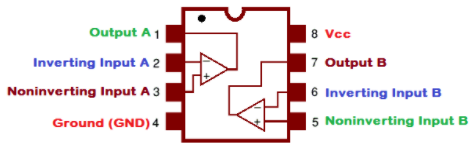 Output A 1
8 Vcc
Inverting Input A 2
7 Output B
Noninverting Input A 3
6 Inverting Input B
Ground (GND) 4
5 Noninverting Input B
−
+
−
+